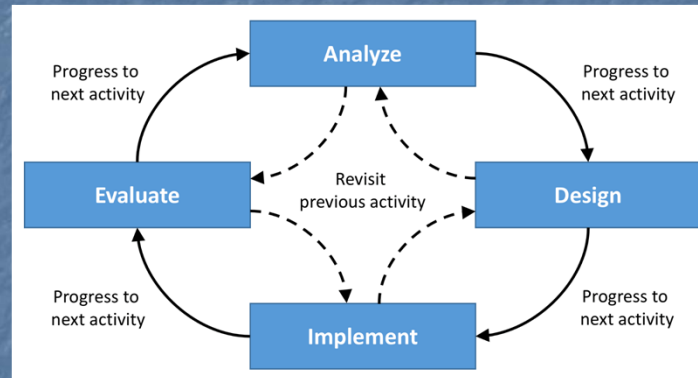 Analyze
Progress to
next activity
Progress to
next activity
Evaluate
Revisit
previous activity
Design
Progress to
next activity
Progress to
next activity
Implement